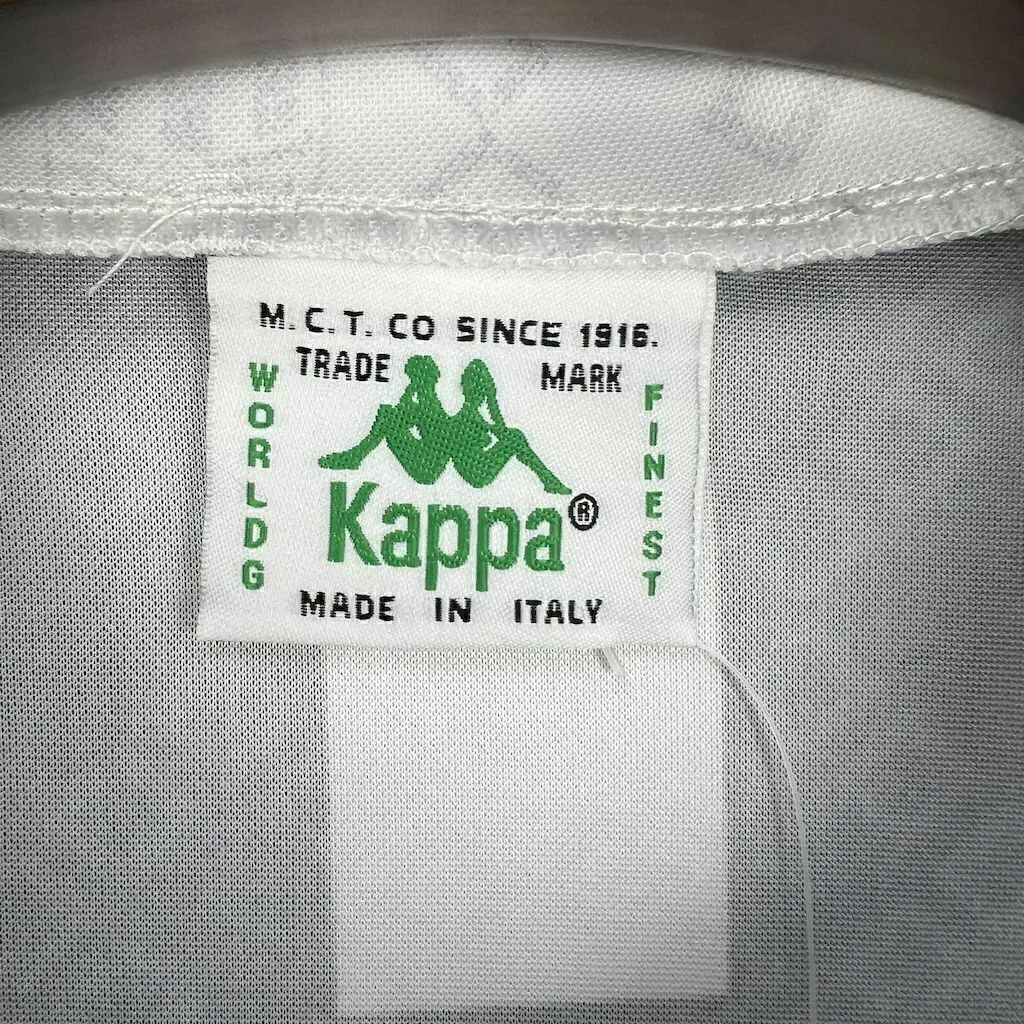 M.C.T. CO SINCE 1916.
TRADE MARK
WORLDG
FINEST
Kappa®
MADE IN ITALY